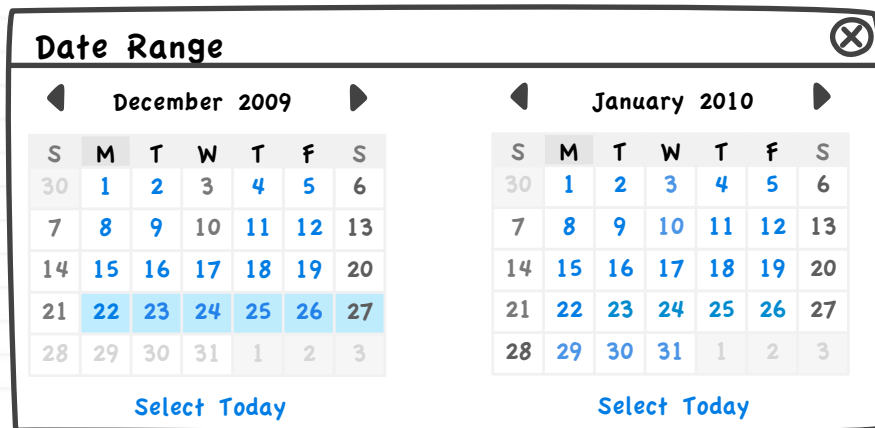 Date Range
December 2009
S M T W T F S
30 1 2 3 4 5 6
7 8 9 10 11 12 13
14 15 16 17 18 19 20
21 22 23 24 25 26 27
28 29 30 31 1 2 3
Select Today
January 2010
S M T W T F S
30 1 2 3 4 5 6
7 8 9 10 11 12 13
14 15 16 17 18 19 20
21 22 23 24 25 26 27
28 29 30 31 1 2 3
Select Today